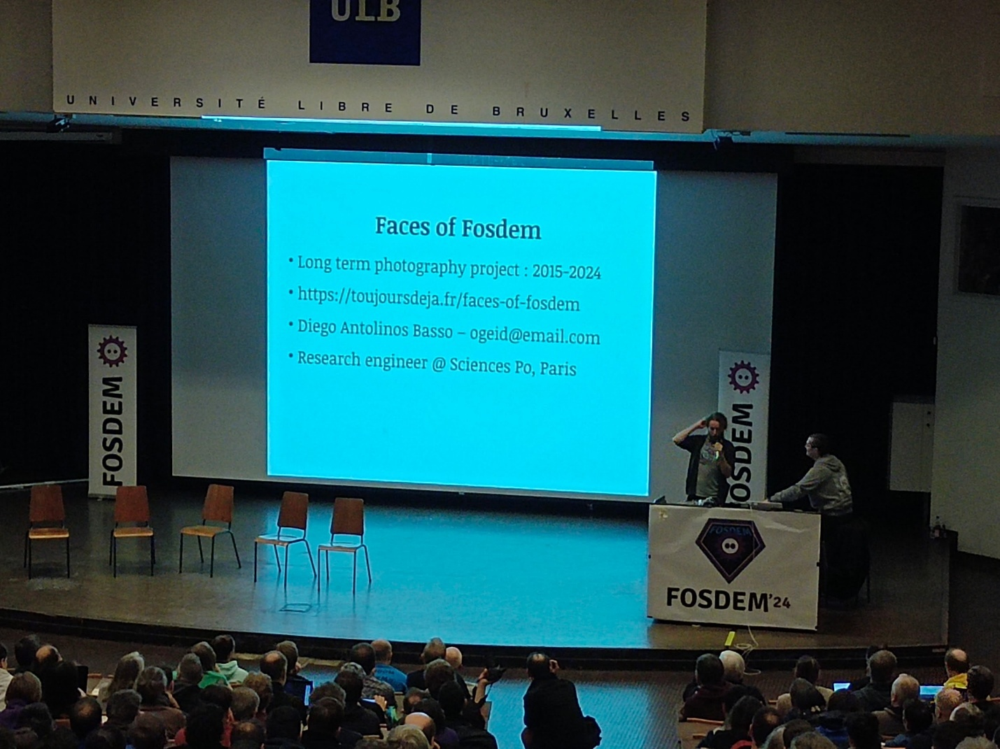 ULB
UNIVERSITÉ LIBRE DE BRUXELLES
Faces of Fosdem
• Long term photography project : 2015-2024
• https://toujoursdeja.fr/faces-of-fosdem
• Diego Antolinos Basso – ogeid@email.com
• Research engineer @ Sciences Po, Paris
FOSDEM
FOSDEM
FOSDEM
FOSDEM'24